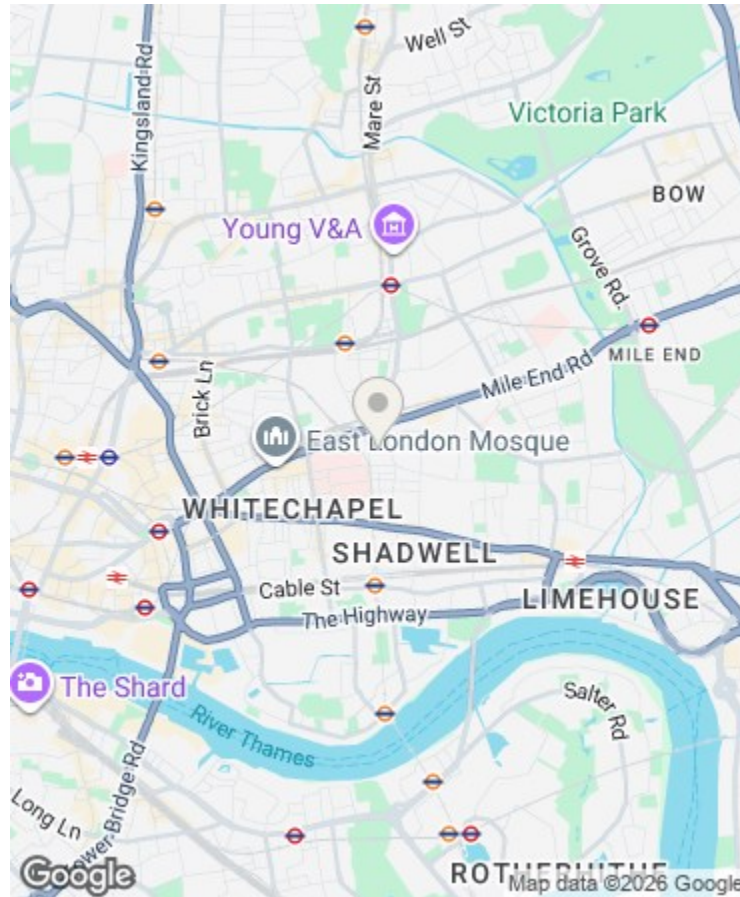 Well St
Kingsland Rd
Mare St
Victoria Park
BOW
Young V&A
Grove Rd.
MILE END
Mile End Rd
Brick Ln
East London Mosque
WHITECHAPEL
SHADWELL
Cable St
LIMEHOUSE
The Highway
The Shard
Salter Rd
River Thames
Tower Bridge Rd
Long Ln
ROTHERHITHE
Google
Map data ©2026 Google